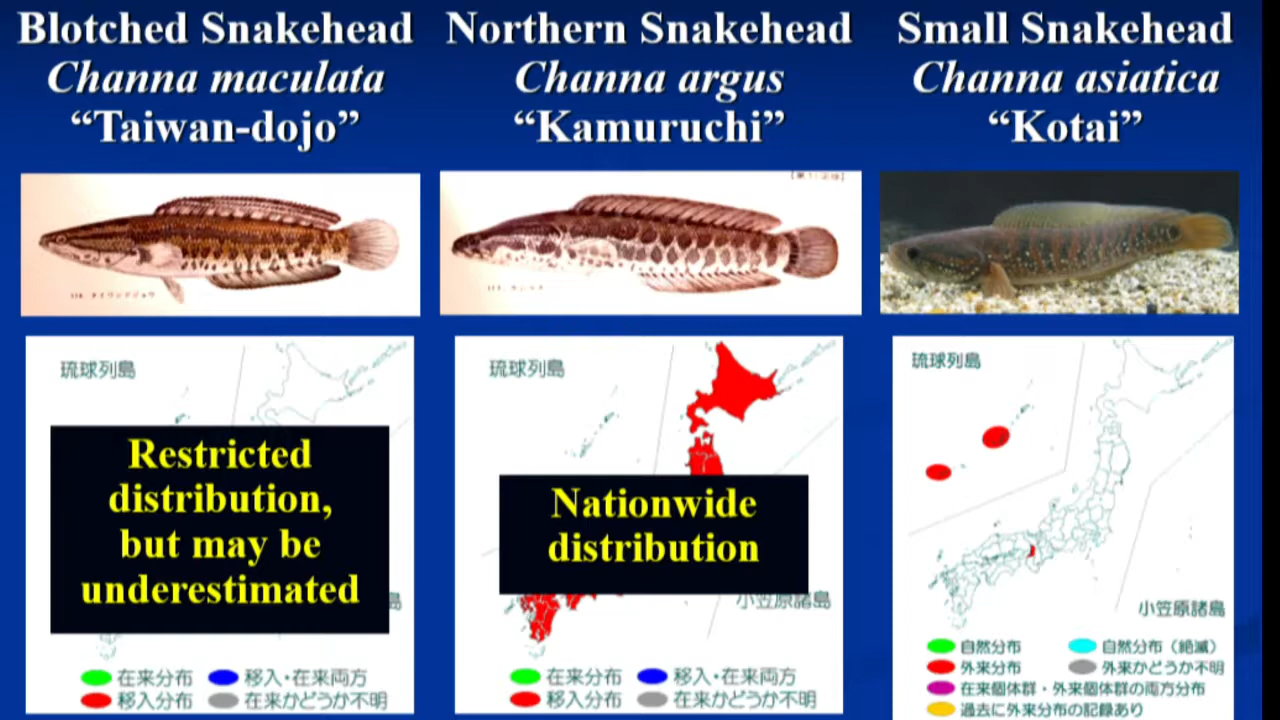 Blotched Snakehead
Channa maculata
“Taiwan-dojo”
Northern Snakehead
Channa argus
“Kamuruchi”
Small Snakehead
Channa asiatica
“Kotai”
琉球列島
Restricted
distribution,
but may be
underestimated
島
在来分布
移入・在来両方
移入分布
在来かどうか不明
琉球列島
Nationwide
distribution
小笠原諸島
在来分布
移入・在来両方
移入分布
在来かどうか不明
琉球列島
小笠原諸島
自然分布
自然分布（絶滅）
外来分布
外来かどうか不明
在来個体群・外来個体群の両方分布
過去に外来分布の記録あり